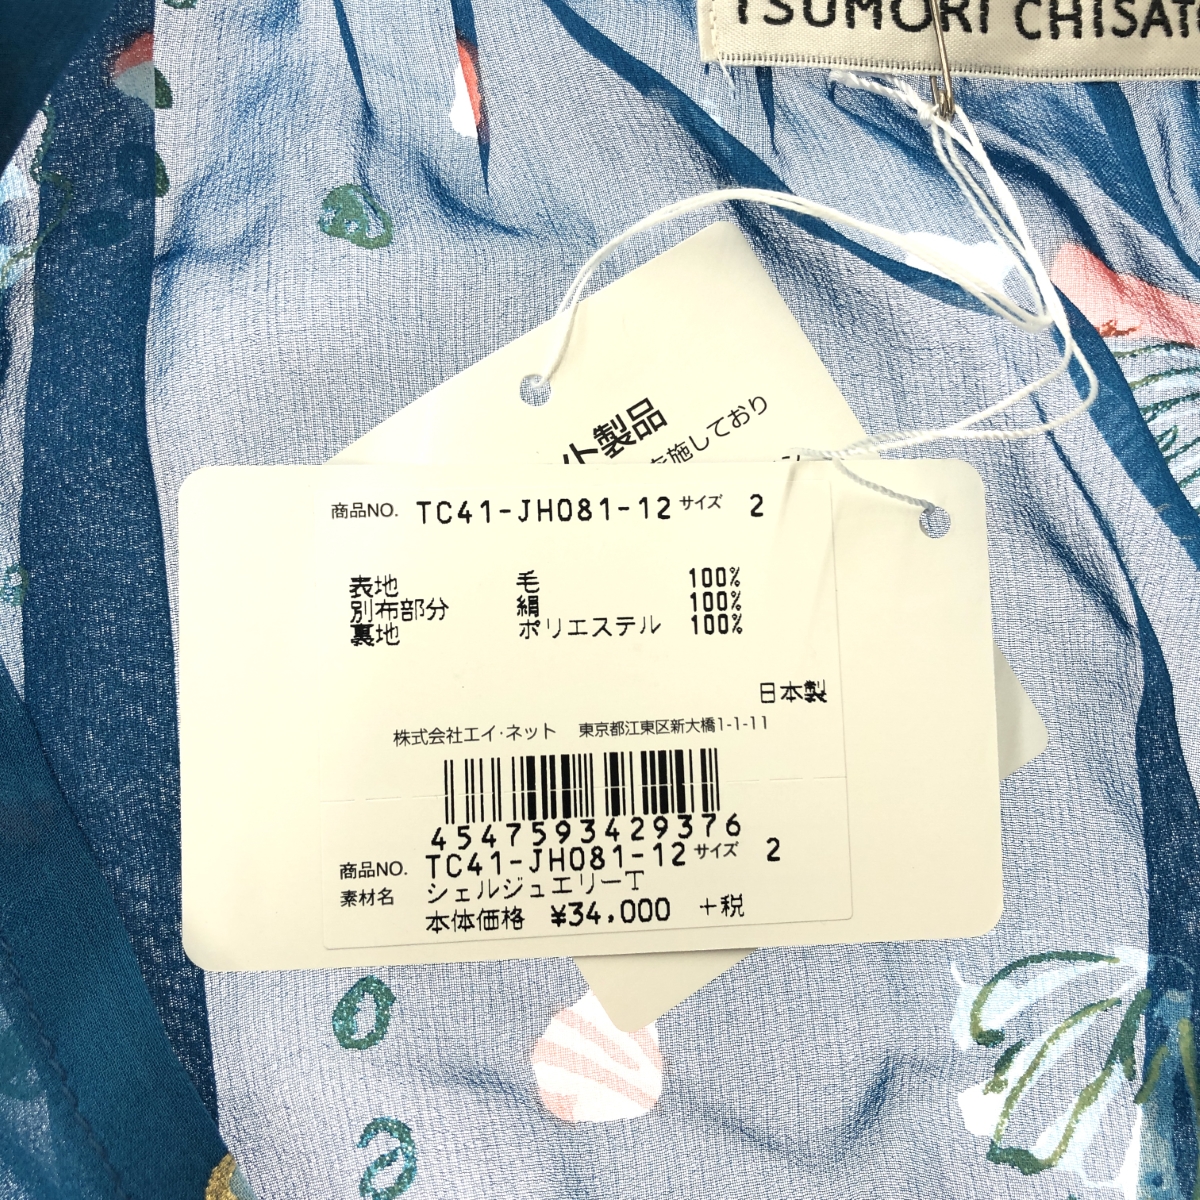 TSUMORI CHISATO
ト製品
を施しており
商品NO. TC41-JH081-12 サイズ 2
表地 毛 100%
別布部分 絹 100%
裏地 ポリエステル 100%
日本製
株式会社エイ・ネット 東京都江東区新大橋1-1-11
4547593429376
商品NO. TC41-JH081-12 サイズ 2
素材名 シェルジュエリーT
本体価格 ¥34,000 +税